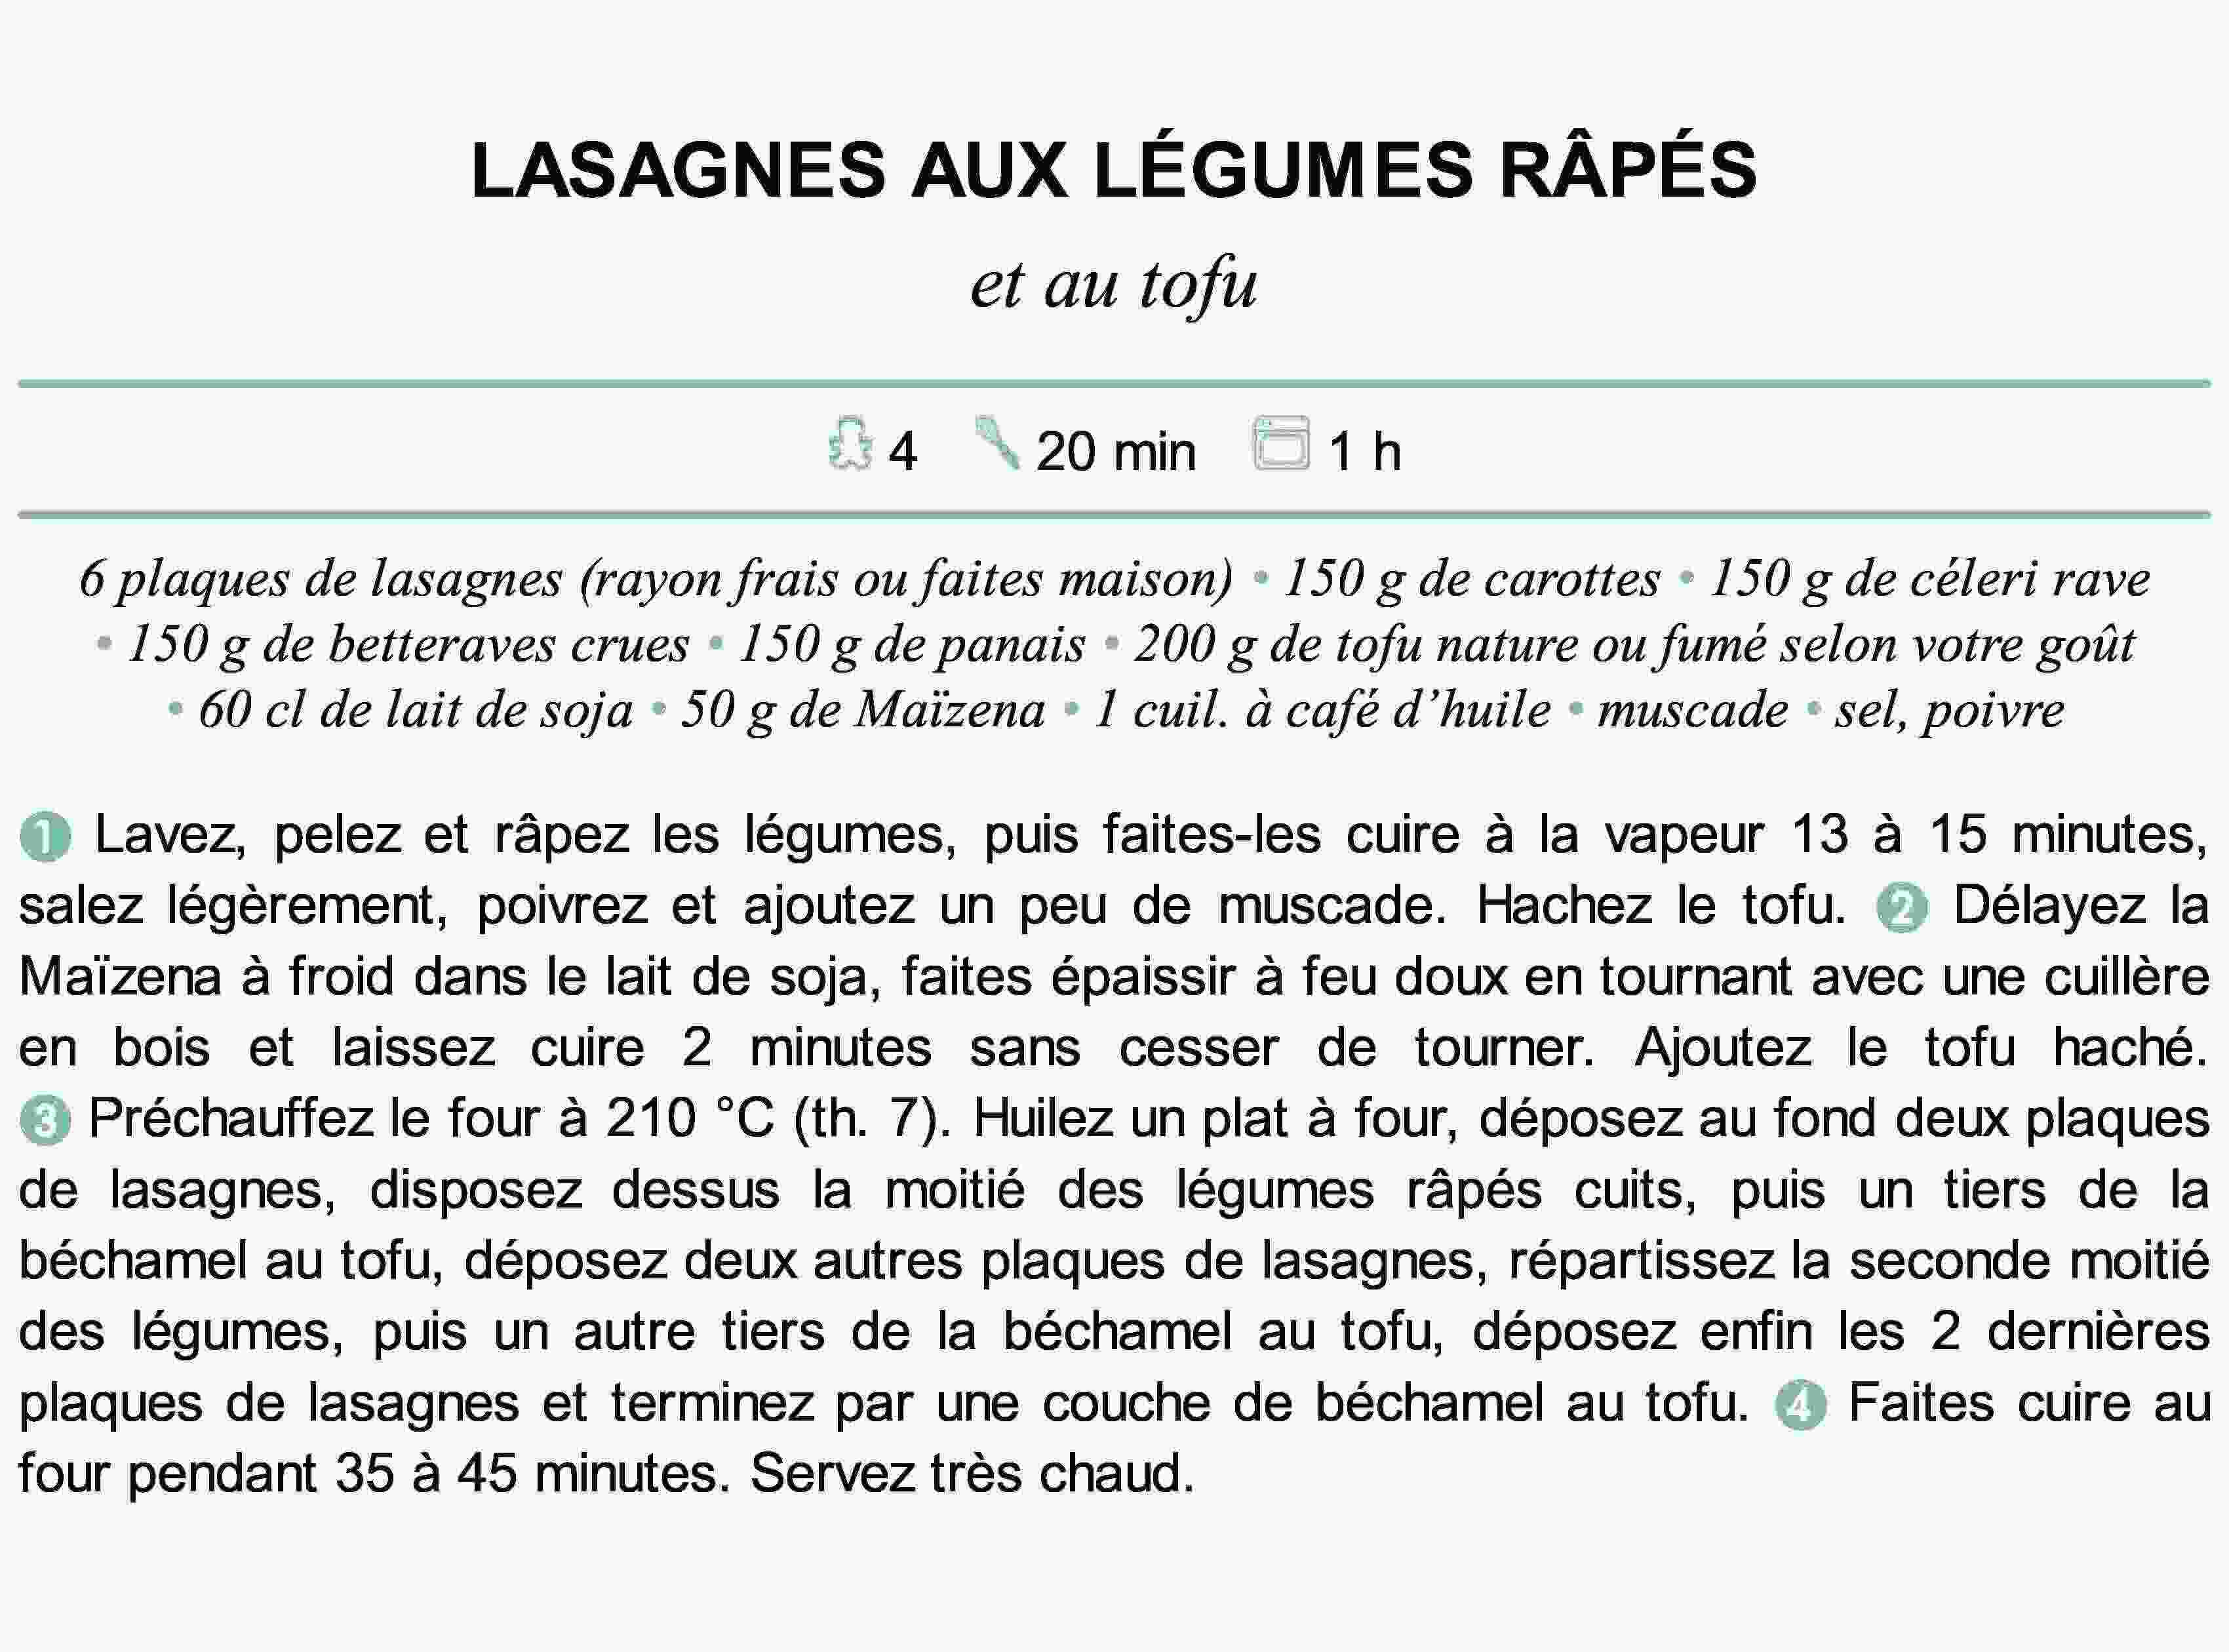 LASAGNES AUX LÉGUMES RÂPÉS
et au tofu
4 20 min 1 h
6 plaques de lasagnes (rayon frais ou faites maison) • 150 g de carottes • 150 g de céleri rave
• 150 g de betteraves crues • 150 g de panais • 200 g de tofu nature ou fumé selon votre goût
• 60 cl de lait de soja • 50 g de Maïzena • 1 cuil. à café d’huile • muscade • sel, poivre
1 Lavez, pelez et râpez les légumes, puis faites-les cuire à la vapeur 13 à 15 minutes,
salez légèrement, poivrez et ajoutez un peu de muscade. Hachez le tofu. 2 Délayez la
Maïzena à froid dans le lait de soja, faites épaissir à feu doux en tournant avec une cuillère
en bois et laissez cuire 2 minutes sans cesser de tourner. Ajoutez le tofu haché.
3 Préchauffez le four à 210 °C (th. 7). Huilez un plat à four, déposez au fond deux plaques
de lasagnes, disposez dessus la moitié des légumes râpés cuits, puis un tiers de la
béchamel au tofu, déposez deux autres plaques de lasagnes, répartissez la seconde moitié
des légumes, puis un autre tiers de la béchamel au tofu, déposez enfin les 2 dernières
plaques de lasagnes et terminez par une couche de béchamel au tofu. 4 Faites cuire au
four pendant 35 à 45 minutes. Servez très chaud.